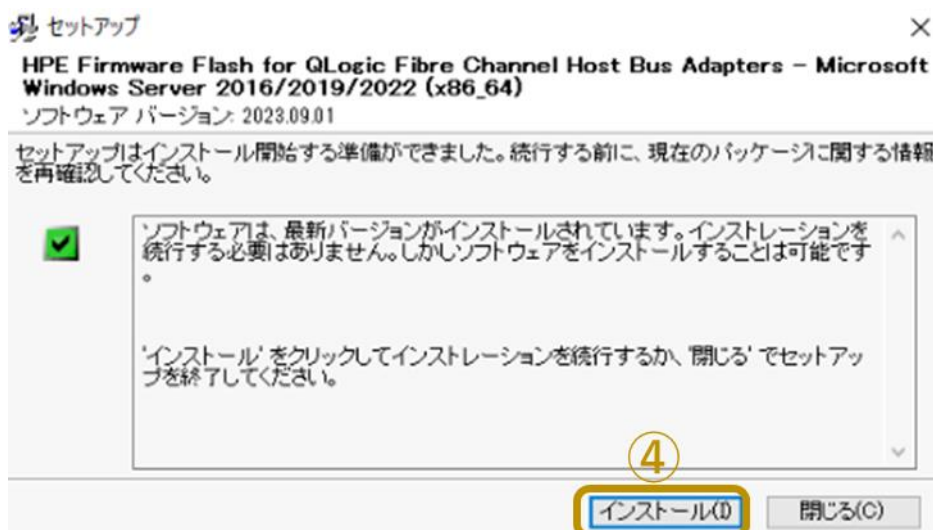 セットアップ
HPE Firmware Flash for QLogic Fibre Channel Host Bus Adapters - Microsoft
Windows Server 2016/2019/2022 (x86_64)
ソフトウェア バージョン: 2023.09.01
セットアップはインストール開始する準備ができました。続行する前に、現在のパッケージに関する情報
を再確認してください。
ソフトウェアは、最新バージョンがインストールされています。インストレーションを
続行する必要はありません。しかしソフトウェアをインストールすることは可能です
。
'インストール' をクリックしてインストレーションを続行するか、'閉じる' でセットアッ
プを終了してください。
④
インストール(I) 閉じる(C)